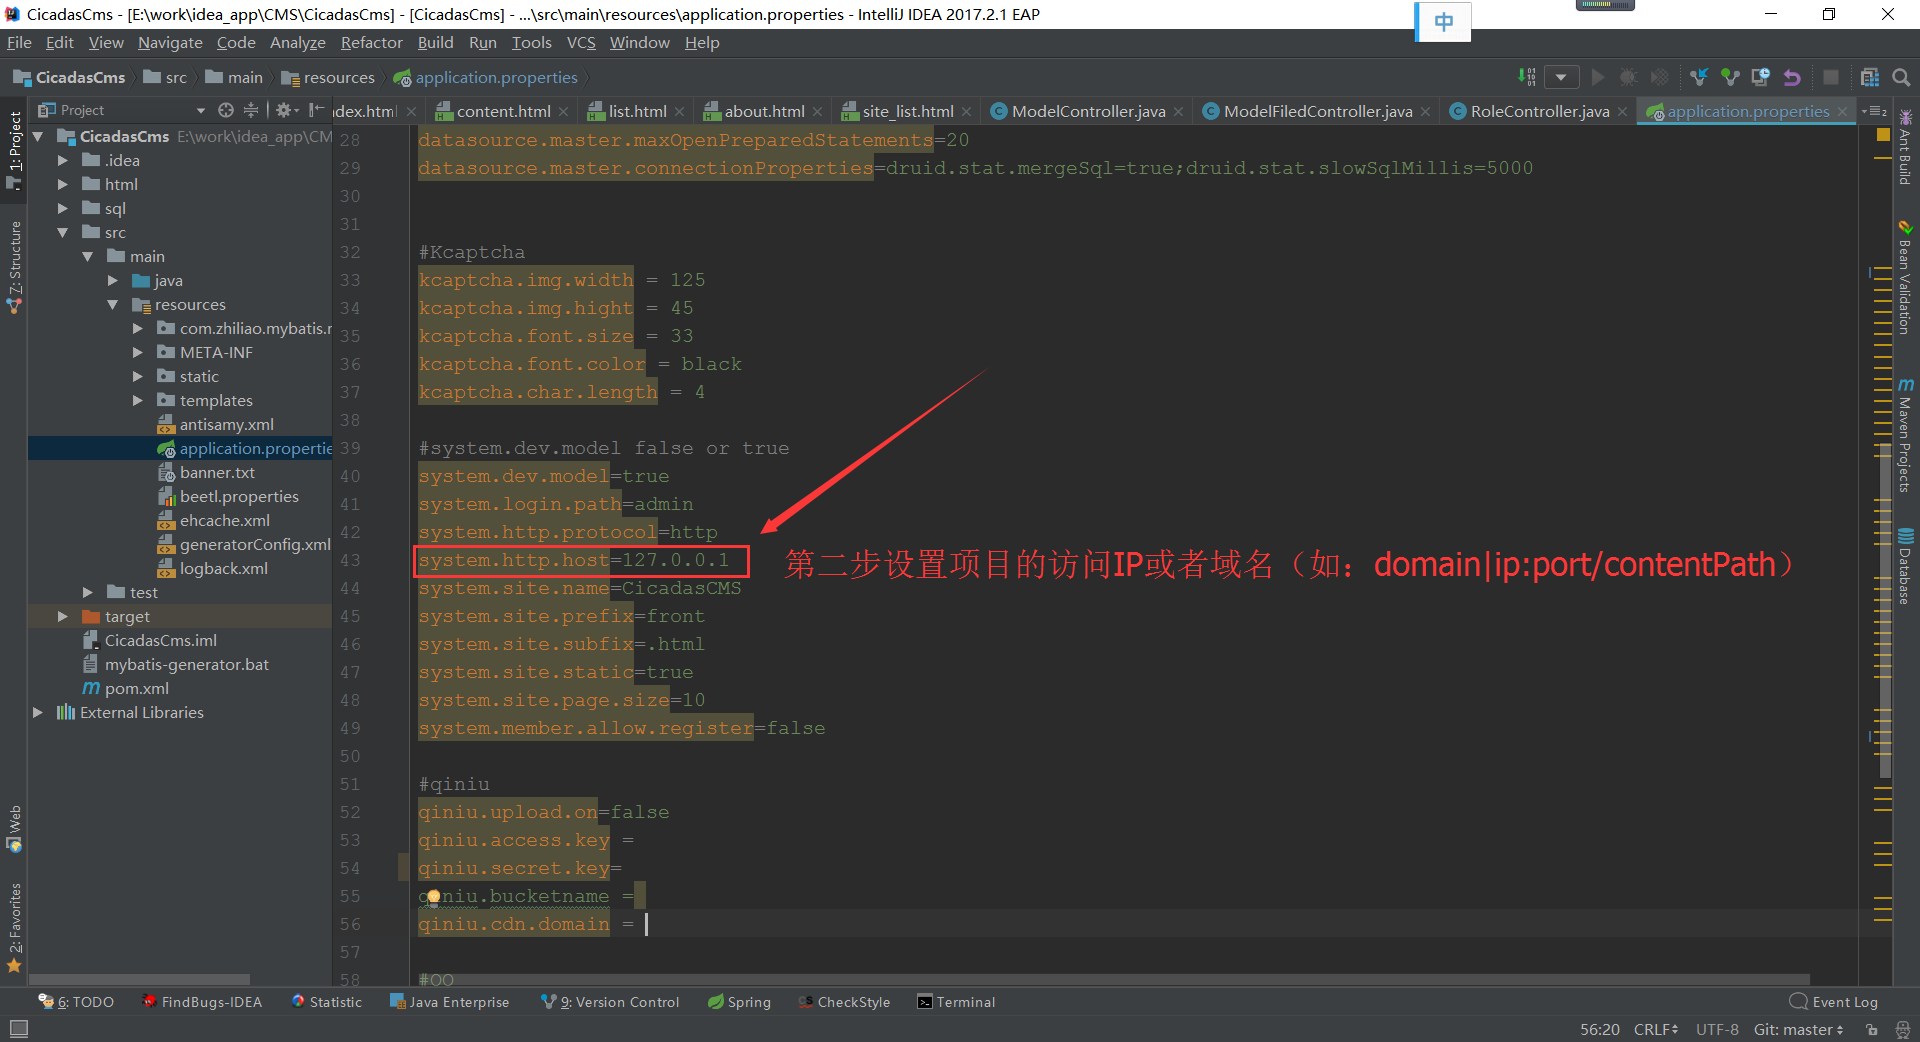 CicadasCms - [E:\work\idea_app\CMS\CicadasCms] - [CicadasCms] - ...\src\main\resources\application.properties - IntelliJ IDEA 2017.2.1 EAP
中
File Edit View Navigate Code Analyze Refactor Build Run Tools VCS Window Help
CicadasCms src main resources application.properties
Project
ndex.html content.html list.html about.html site_list.html ModelController.java ModelFiledController.java RoleController.java application.properties
CicadasCms E:\work\idea_app\CM
.idea
html
sql
src
main
java
resources
com.zhiliao.mybatis.r
META-INF
static
templates
antisamy.xml
application.propertie
banner.txt
beetl.properties
ehcache.xml
generatorConfig.xml
logback.xml
test
target
CicadasCms.iml
mybatis-generator.bat
pom.xml
External Libraries
1: Project
7: Structure
Web
2: Favorites
28 datasource.master.maxOpenPreparedStatements=20
29 datasource.master.connectionProperties=druid.stat.mergeSql=true;druid.stat.slowSqlMillis=5000
30
31
32 #Kcaptcha
33 kcaptcha.img.width = 125
34 kcaptcha.img.hight = 45
35 kcaptcha.font.size = 33
36 kcaptcha.font.color = black
37 kcaptcha.char.length = 4
38
39 #system.dev.model false or true
40 system.dev.model=true
41 system.login.path=admin
42 system.http.protocol=http
43 system.http.host=127.0.0.1
第二步设置项目的访问IP或者域名（如：domain|ip:port/contentPath）
44 system.site.name=CicadasCMS
45 system.site.prefix=front
46 system.site.subfix=.html
47 system.site.static=true
48 system.site.page.size=10
49 system.member.allow.register=false
50
51 #qiniu
52 qiniu.upload.on=false
53 qiniu.access.key =
54 qiniu.secret.key=
55 qiniu.bucketname =
56 qiniu.cdn.domain =
57
58
Ant Build
Bean Validation
Maven Projects
Database
6: TODO FindBugs-IDEA Statistic Java Enterprise 9: Version Control Spring CheckStyle Terminal Event Log
56:20 CRLF UTF-8 Git: master